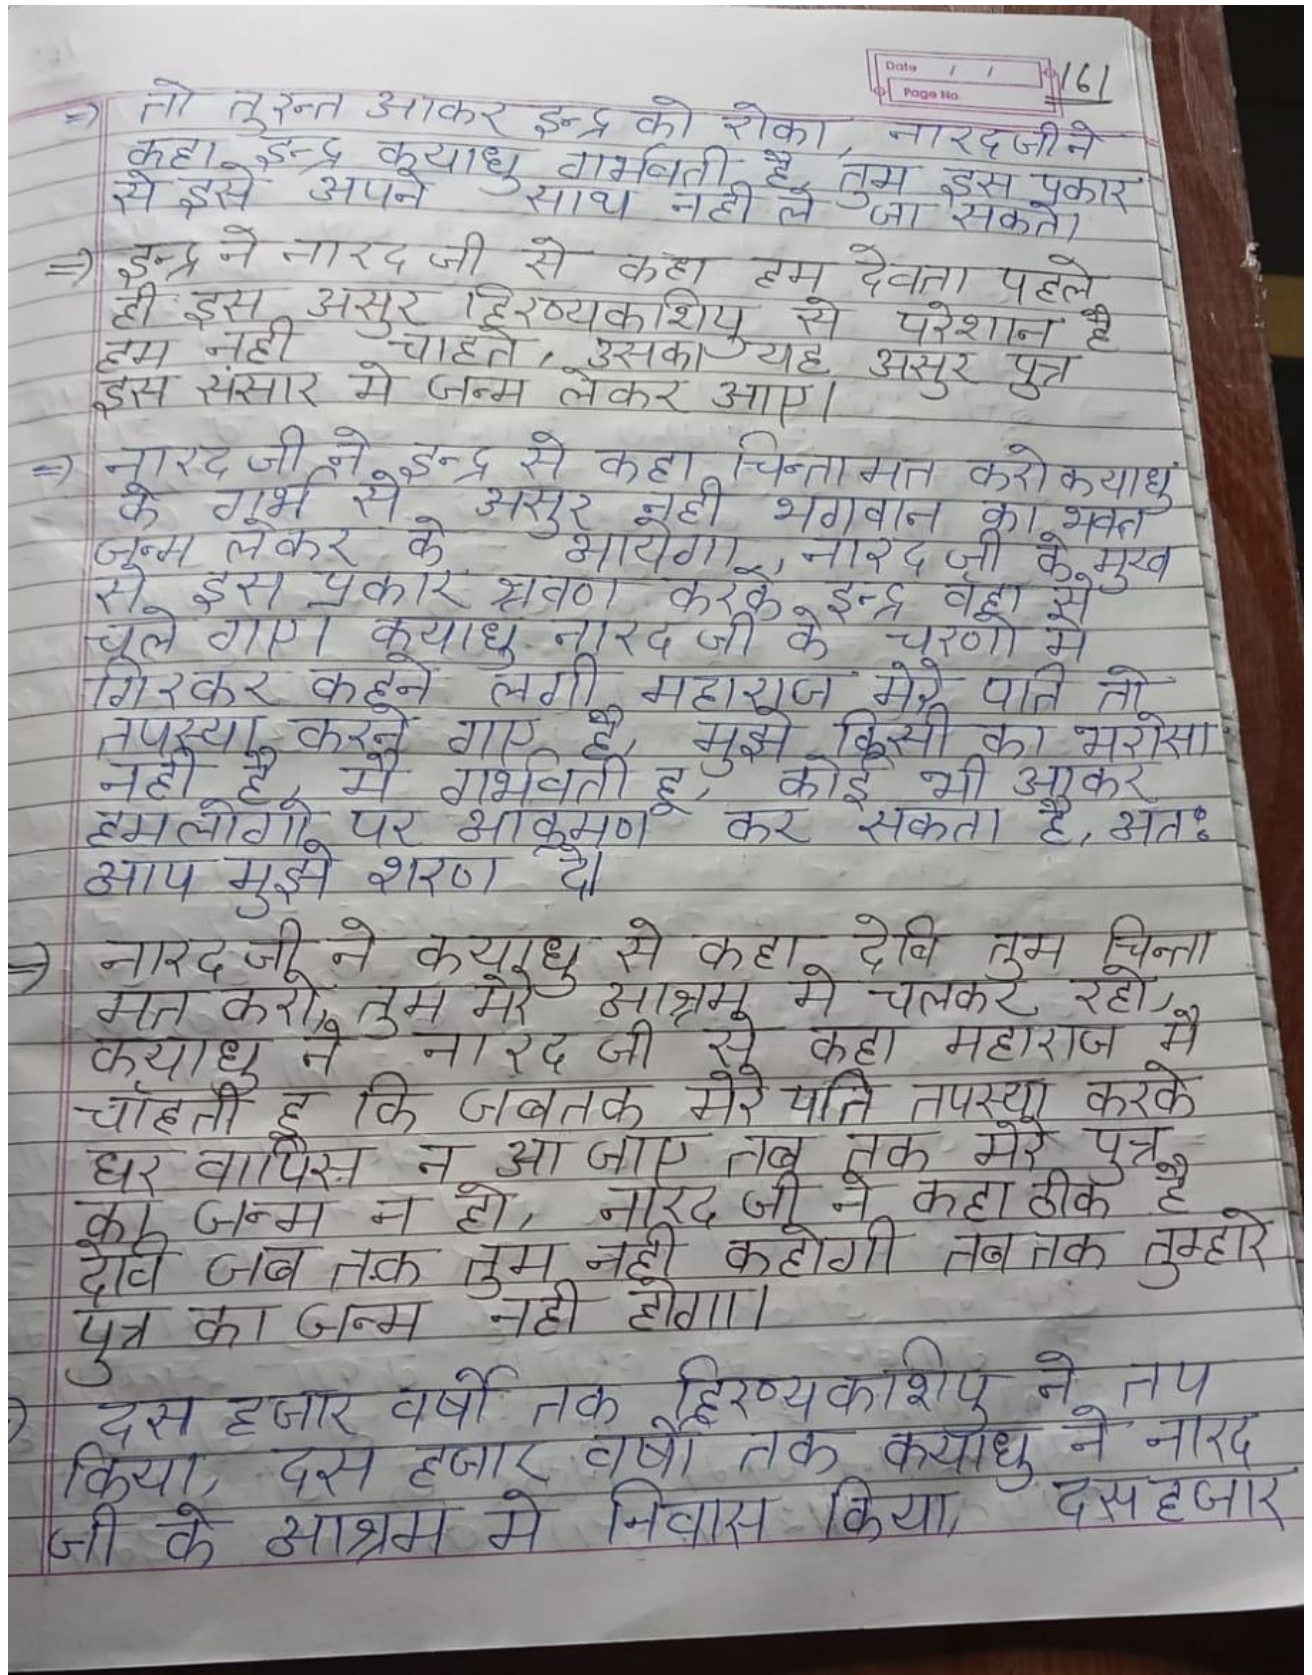 Date / /
Page No.
161
=> तो तुरन्त आकर इन्द्र को रोका, नारदजी ने
कहा इन्द्र कयाधु गर्भवती है, तुम इस प्रकार
से इसे अपने साथ नही ले जा सकते।
=> इन्द्र ने नारद जी से कहा हम देवता पहले
ही इस असुर हिरण्यकशिपु से परेशान है
हम नही चाहते, उसका यह असुर पुत्र
इस संसार मे जन्म लेकर आए।
=> नारद जी ने इन्द्र से कहा चिन्ता मत करो कयाधु
के गर्भ से असुर नही भगवान का भक्त
जन्म लेकर के आयेगा, नारद जी के मुख
से इस प्रकार श्रवण करके इन्द्र वहा से
चले गाए। कयाधु नारद जी के चरणो मे
गिरकर कहने लगी महाराज मेरे पति तो
तपस्या करने गाए है, मुझे किसी का भरोसा
नही है, मै गर्भवती हू, कोई भी आकर
हमलोगो पर आक्रमण कर सकता है, अतः
आप मुझे शरण दे।
=> नारद जी ने कयाधु से कहा देवि तुम चिन्ता
मत करो, तुम मेरे आश्रम मे चलकर रहो,
कयाधु ने नारद जी से कहा महाराज मै
चाहती हू कि जबतक मेरे पति तपस्या करके
घर वापिस न आ जाए तब तक मेरे पुत्र
का जन्म न हो, नारद जी ने कहा ठीक है
देवि जब तक तुम नही कहोगी तब तक तुम्हारे
पुत्र का जन्म नही होगा।
दस हजार वर्षो तक हिरण्यकशिपु ने तप
किया, दस हजार वर्षो तक कयाधु ने नारद
जी के आश्रम मे निवास किया, दस हजार